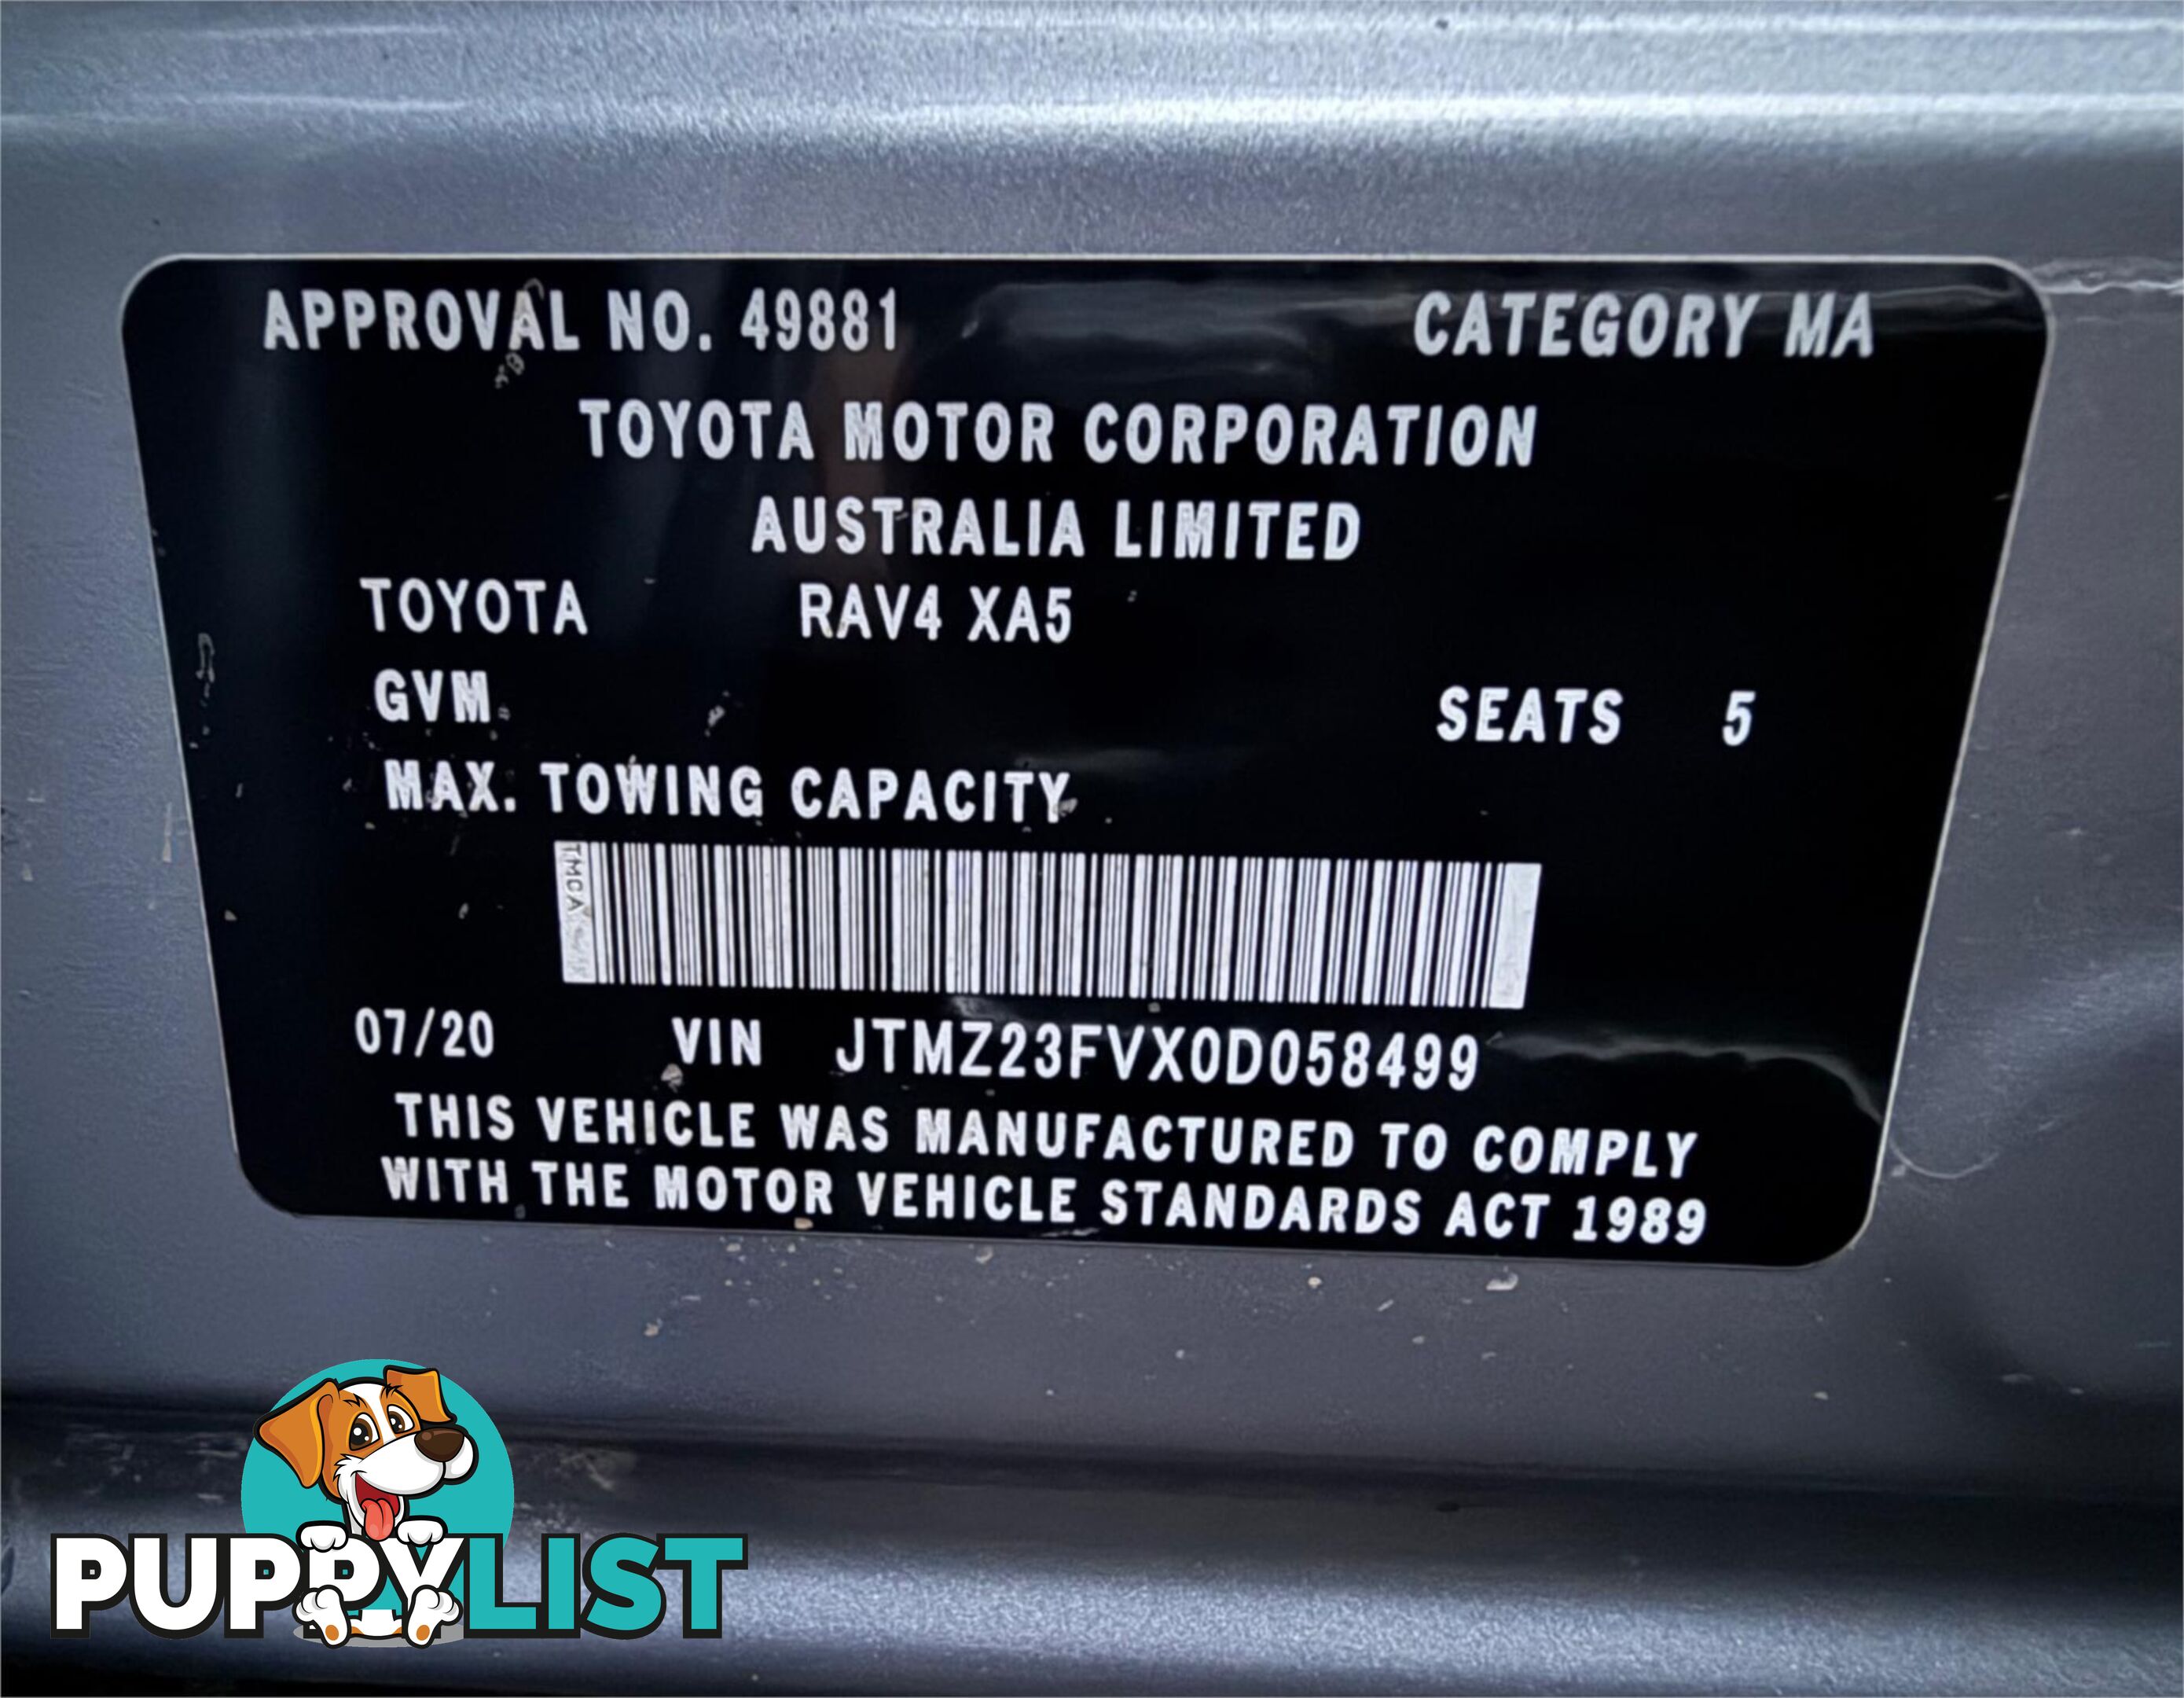 APPROVAL NO. 49881 CATEGORY MA
TOYOTA MOTOR CORPORATION
AUSTRALIA LIMITED
TOYOTA RAV4 XA5
GVM SEATS 5
MAX. TOWING CAPACITY
TMCA
07/20 VIN JTMZ23FVX0D058499
THIS VEHICLE WAS MANUFACTURED TO COMPLY
WITH THE MOTOR VEHICLE STANDARDS ACT 1989
PUPPYLIST